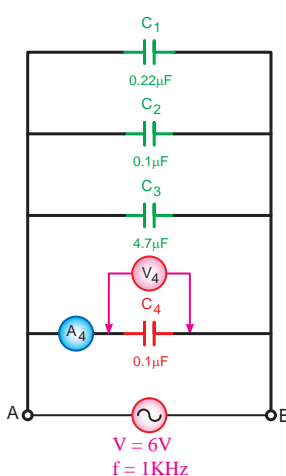 C1
0.22µF
C2
0.1µF
C3
4.7µF
V4
C4
A4
0.1µF
A
B
V = 6V
f = 1KHz